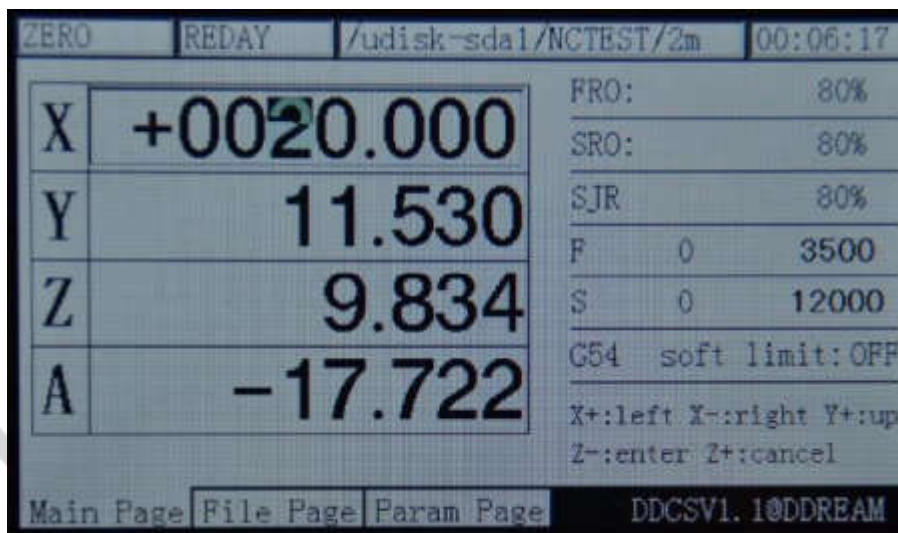 ZERO REDAY /udisk-sda1/NCTEST/2m 00:06:17
X +0020.000
Y 11.530
Z 9.834
A -17.722
FRO: 80%
SRO: 80%
SJR 80%
F 0 3500
S 0 12000
G54 soft limit:OFF
X+:left X-:right Y+:up
Z-:enter Z+:cancel
Main Page File Page Param Page DDCSV1.1@DDREAM